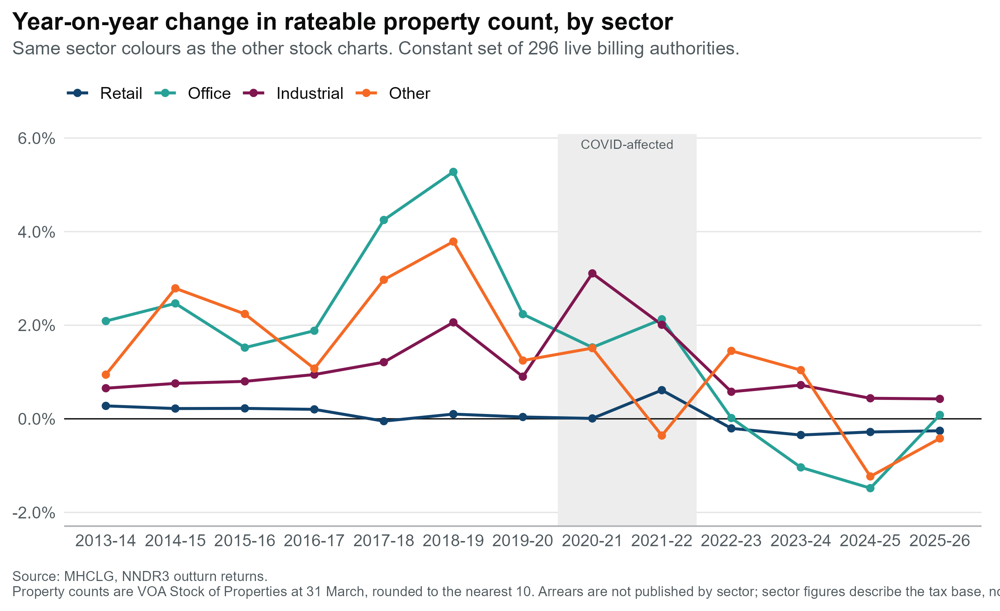 Year-on-year change in rateable property count, by sector
Same sector colours as the other stock charts. Constant set of 296 live billing authorities.
Retail Office Industrial Other
6.0%
COVID-affected
4.0%
2.0%
0.0%
-2.0%
2013-14 2014-15 2015-16 2016-17 2017-18 2018-19 2019-20 2020-21 2021-22 2022-23 2023-24 2024-25 2025-26
Source: MHCLG, NNDR3 outturn returns.
Property counts are VOA Stock of Properties at 31 March, rounded to the nearest 10. Arrears are not published by sector; sector figures describe the tax base,